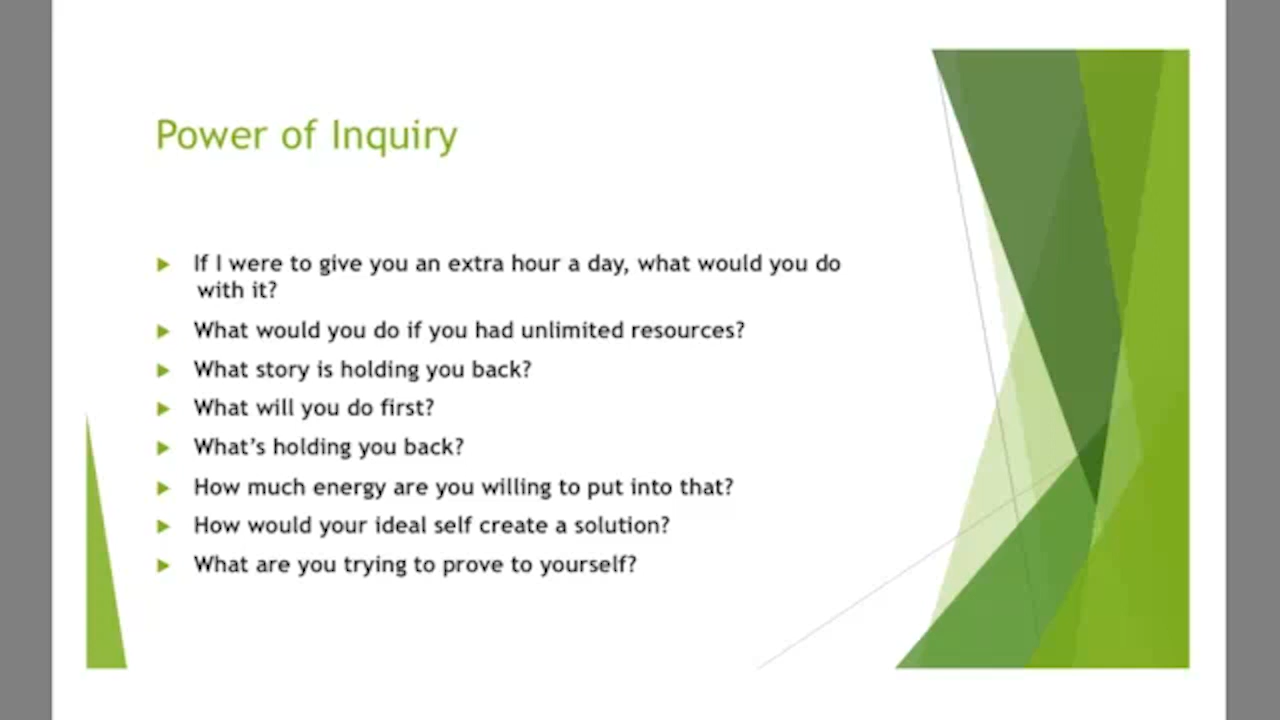 Power of Inquiry
If I were to give you an extra hour a day, what would you do
with it?
What would you do if you had unlimited resources?
What story is holding you back?
What will you do first?
What's holding you back?
How much energy are you willing to put into that?
How would your ideal self create a solution?
What are you trying to prove to yourself?